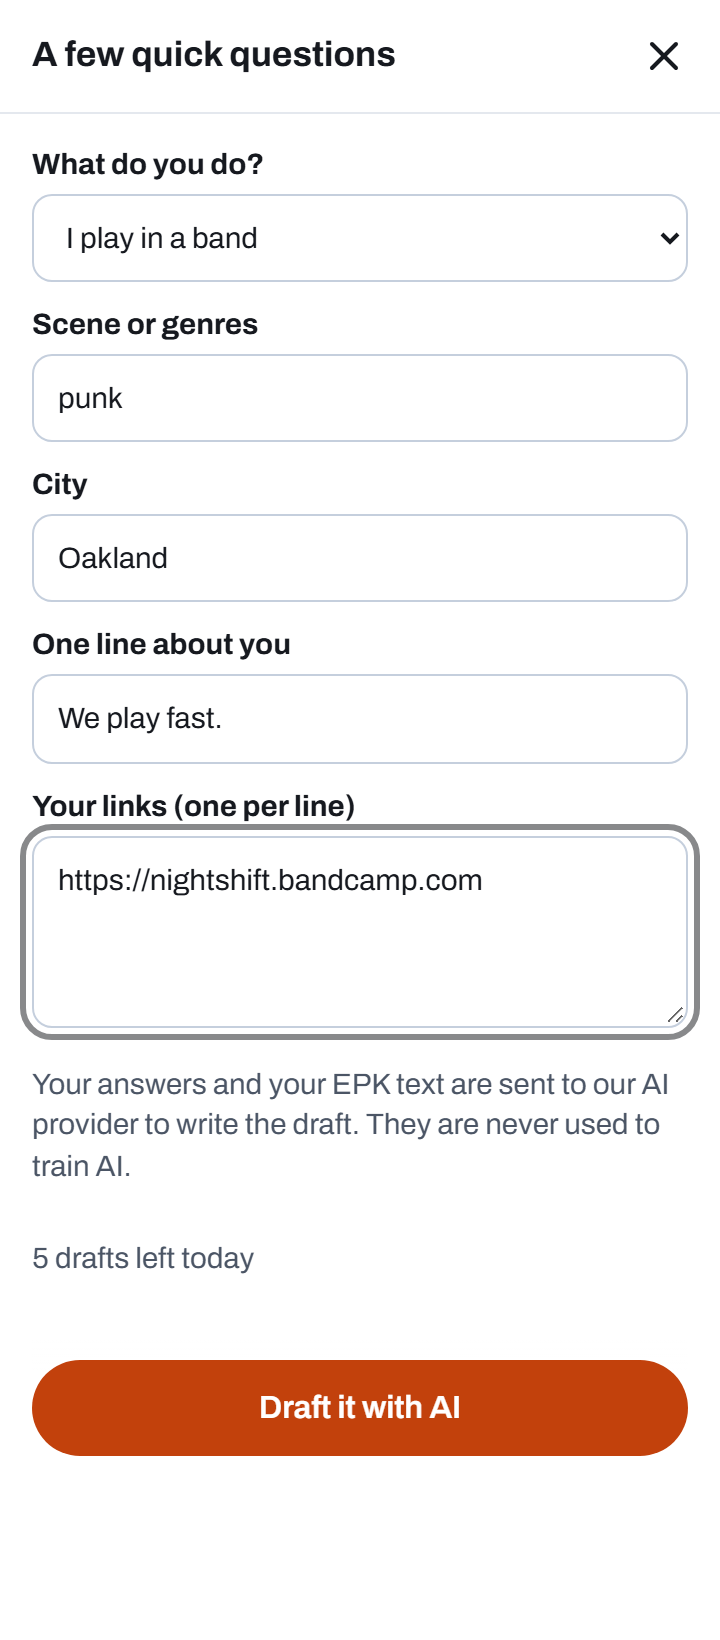 A few quick questions
What do you do?
I play in a band
Scene or genres
punk
City
Oakland
One line about you
We play fast.
Your links (one per line)
https://nightshift.bandcamp.com
Your answers and your EPK text are sent to our AI
provider to write the draft. They are never used to
train AI.
5 drafts left today
Draft it with AI